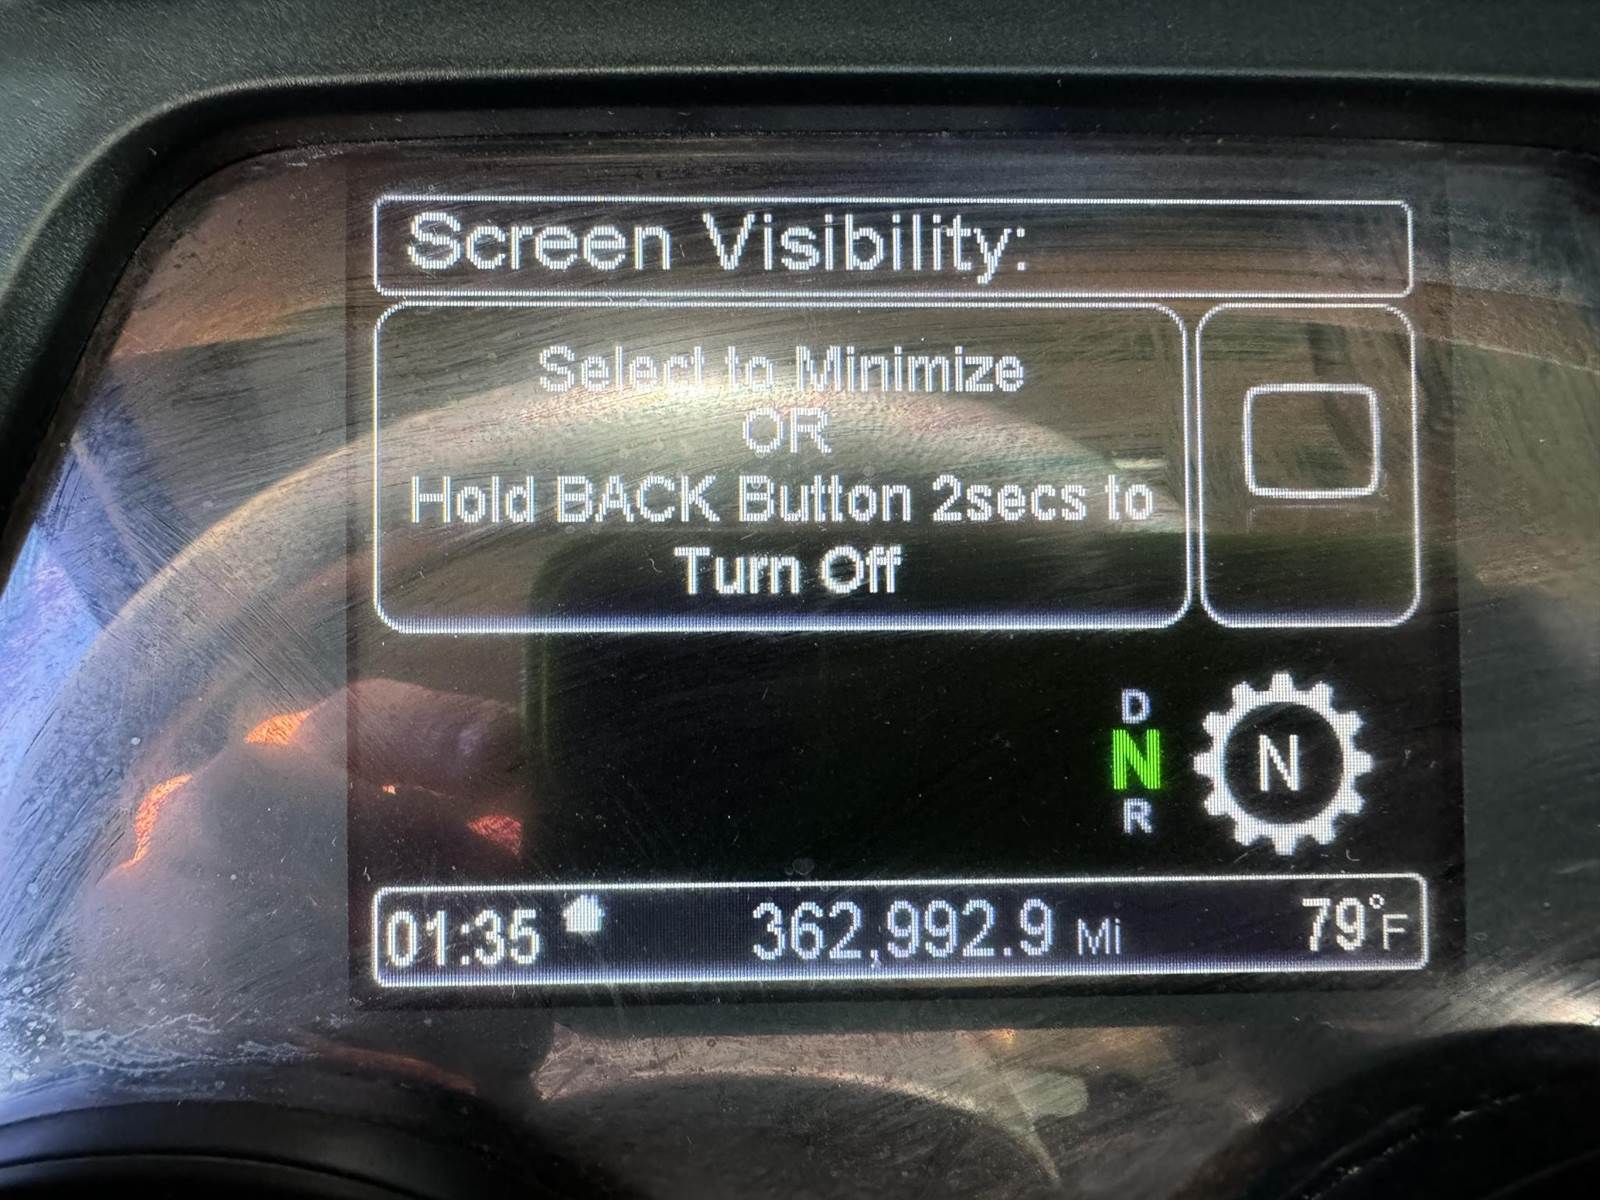 Screen Visibility:
Select to Minimize
OR
Hold BACK Button 2secs to
Turn Off
D
N
R
N
01:35
362,992.9 Mi
79°F